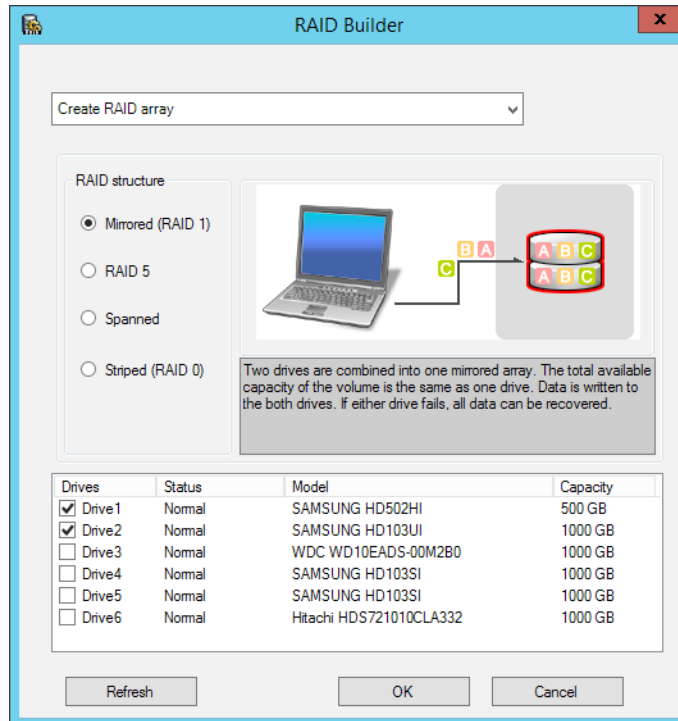 RAID Builder
x
Create RAID array
RAID structure
Mirrored (RAID 1)
RAID 5
Spanned
Striped (RAID 0)
B A
C
A B C
A B C
Two drives are combined into one mirrored array. The total available
capacity of the volume is the same as one drive. Data is written to
the both drives. If either drive fails, all data can be recovered.
Drives Status Model Capacity
Drive1 Normal SAMSUNG HD502HI 500 GB
Drive2 Normal SAMSUNG HD103UI 1000 GB
Drive3 Normal WDC WD10EADS-00M2B0 1000 GB
Drive4 Normal SAMSUNG HD103SI 1000 GB
Drive5 Normal SAMSUNG HD103SI 1000 GB
Drive6 Normal Hitachi HDS721010CLA332 1000 GB
Refresh OK Cancel